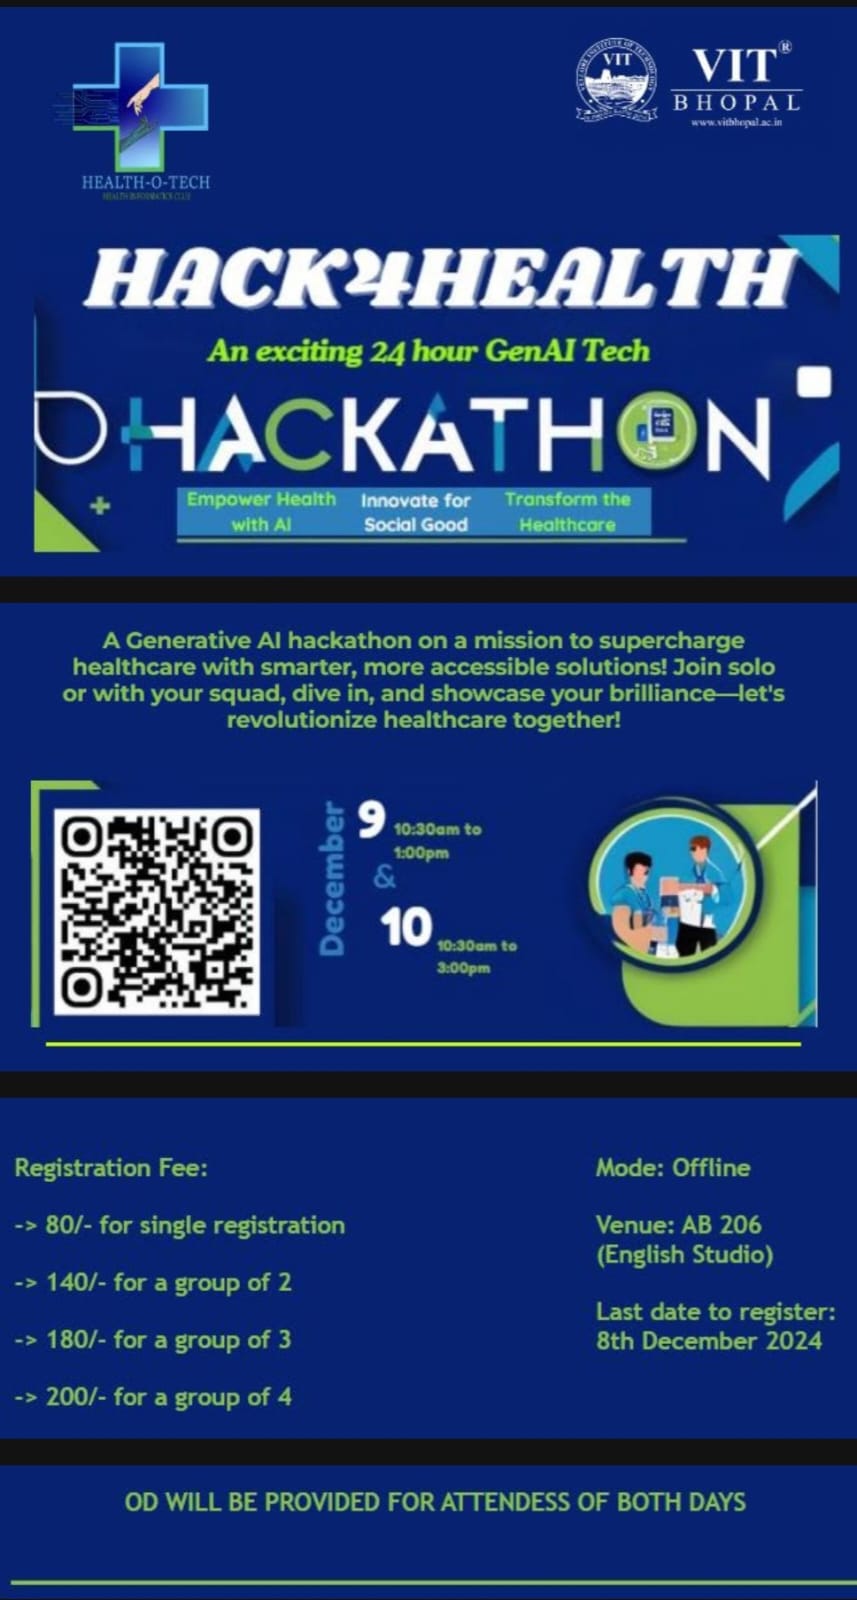 HEALTH-O-TECH
HEALTH INFORMATICS CLUB
VELLORE INSTITUTE OF TECHNOLOGY
VIT
VIT®
BHOPAL
www.vitbhopal.ac.in
HACK4HEALTH
An exciting 24 hour GenAI Tech
HACKATHON
Empower Health with AI
Innovate for Social Good
Transform the Healthcare
A Generative AI hackathon on a mission to supercharge
healthcare with smarter, more accessible solutions! Join solo
or with your squad, dive in, and showcase your brilliance—let's
revolutionize healthcare together!
December
9 10:30am to
1:00pm
&
10 10:30am to
3:00pm
Registration Fee:
-> 80/- for single registration
-> 140/- for a group of 2
-> 180/- for a group of 3
-> 200/- for a group of 4
Mode: Offline
Venue: AB 206
(English Studio)
Last date to register:
8th December 2024
OD WILL BE PROVIDED FOR ATTENDESS OF BOTH DAYS